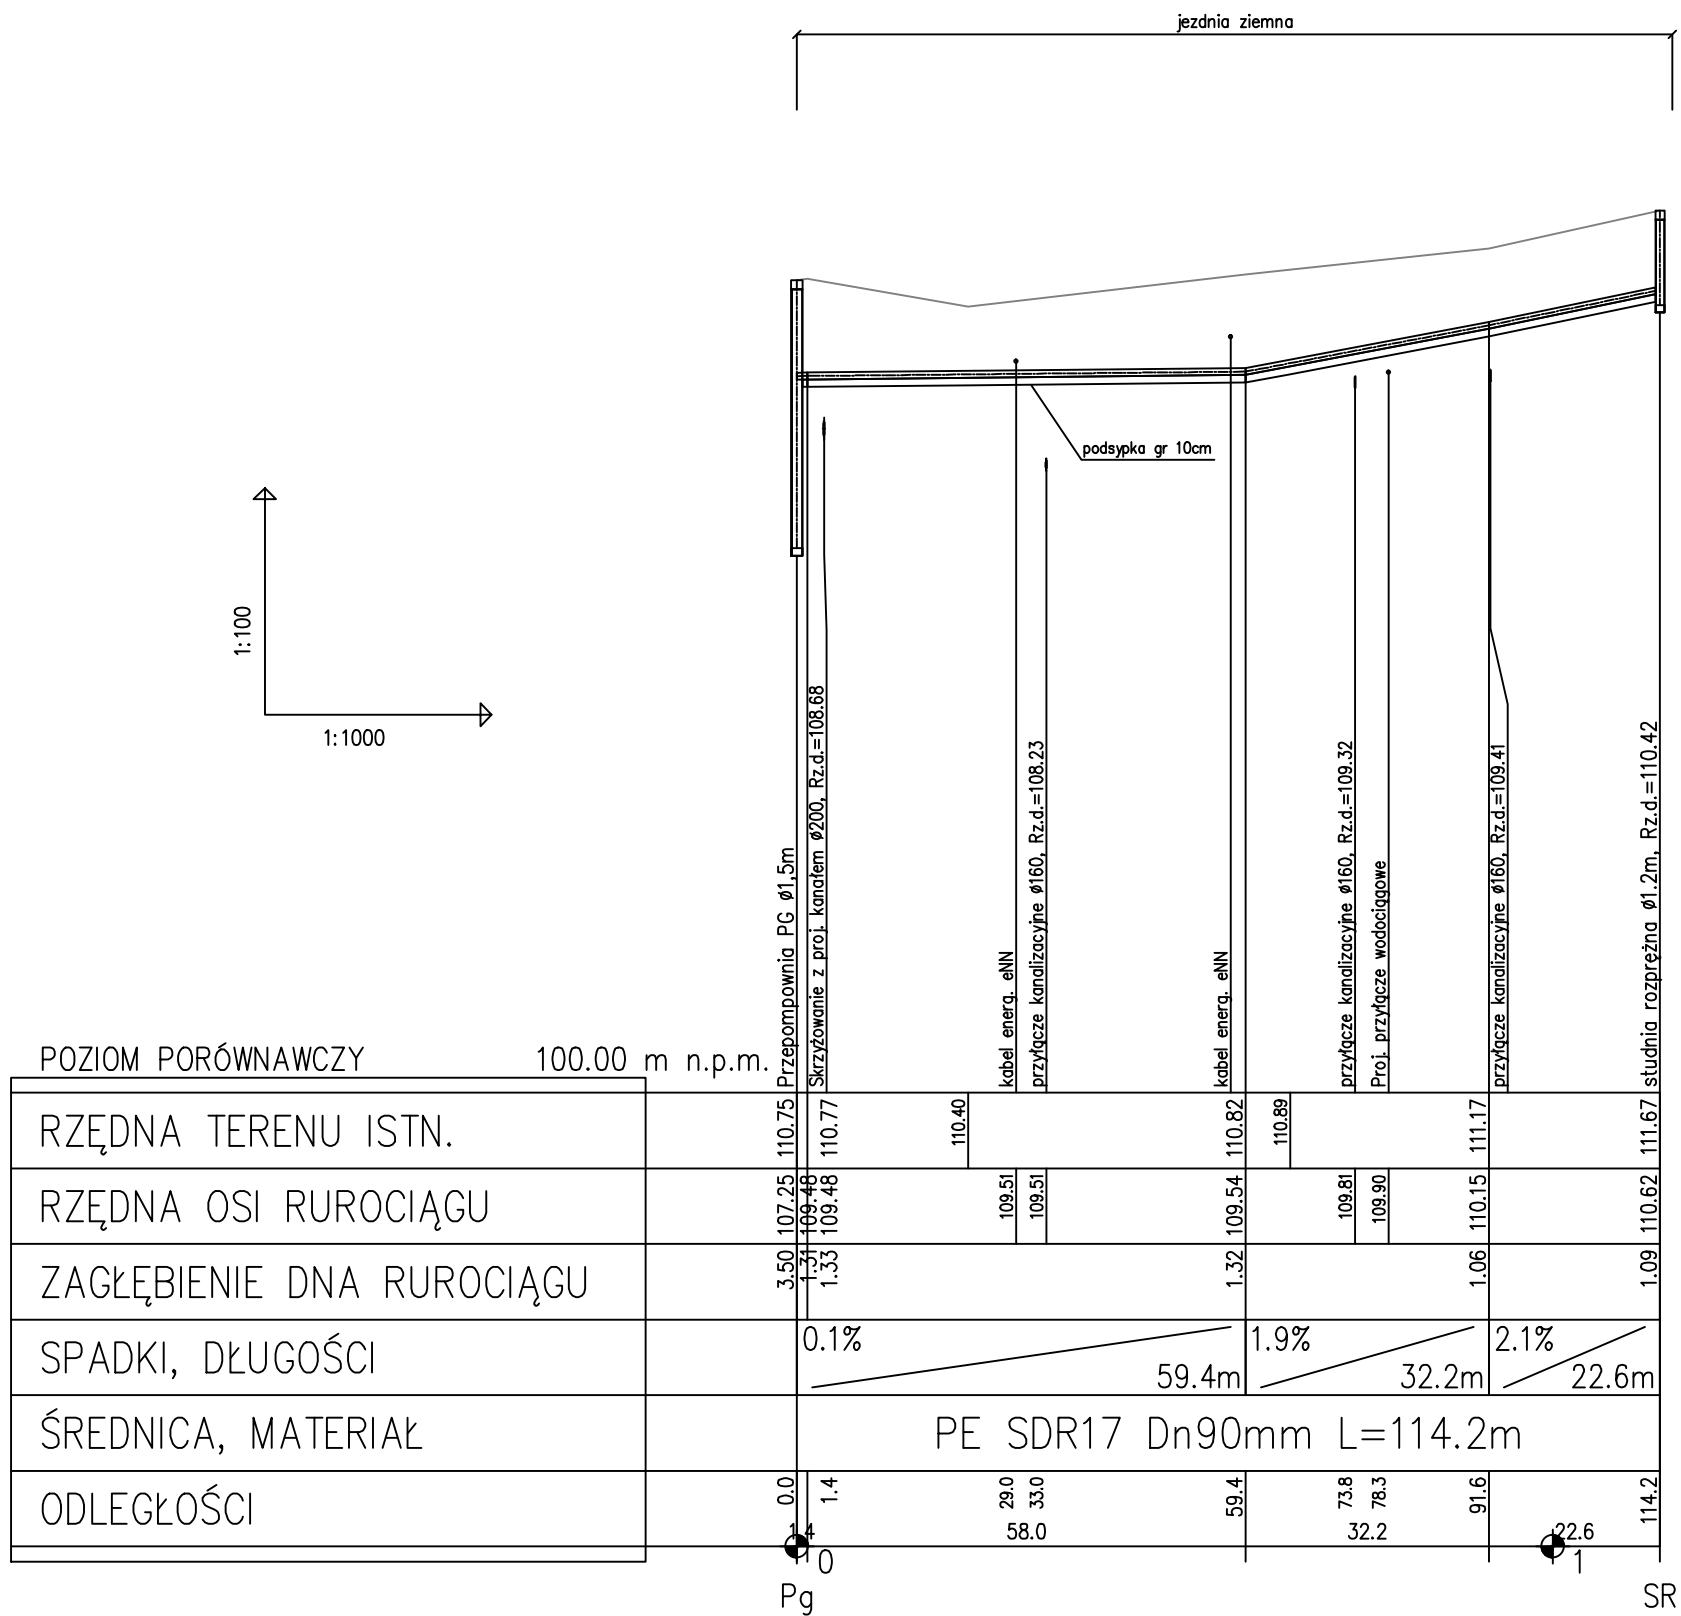 jezdnia ziemna
podsypka gr 10cm
1:100
1:1000
Przepompownia PG ø1,5m
Skrzyżowanie z proj. kanałem ø200, Rz.d.=108.68
kabel energ. eNN
przyłącze kanalizacyjne ø160, Rz.d.=108.23
kabel energ. eNN
przyłącze kanalizacyjne ø160, Rz.d.=109.32
Proj. przyłącze wodociągowe
przyłącze kanalizacyjne ø160, Rz.d.=109.41
studnia rozprężna ø1.2m, Rz.d.=110.42
POZIOM PORÓWNAWCZY 100.00 m n.p.m.
RZĘDNA TERENU ISTN. 110.75 110.77 110.40 110.82 110.89 111.17 111.67
RZĘDNA OSI RUROCIĄGU 107.25 109.48 109.48 109.51 109.51 109.54 109.81 109.90 110.15 110.62
ZAGŁĘBIENIE DNA RUROCIĄGU 3.50 1.31 1.33 1.32 1.06 1.09
SPADKI, DŁUGOŚCI 0.1% 59.4m 1.9% 32.2m 2.1% 22.6m
ŚREDNICA, MATERIAŁ PE SDR17 Dn90mm L=114.2m
ODLEGŁOŚCI 0.0 1.4 29.0 33.0 59.4 73.8 78.3 91.6 114.2
1.4 58.0 32.2 22.6
0 1
Pg SR